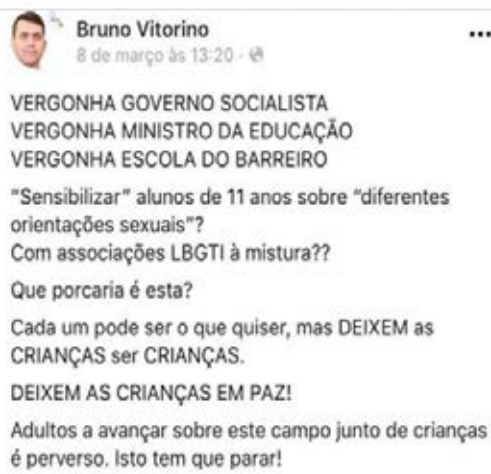 Bruno Vitorino
8 de março às 13:20 ·
VERGONHA GOVERNO SOCIALISTA
VERGONHA MINISTRO DA EDUCAÇÃO
VERGONHA ESCOLA DO BARREIRO
"Sensibilizar" alunos de 11 anos sobre "diferentes
orientações sexuais"?
Com associações LBGTI à mistura??
Que porcaria é esta?
Cada um pode ser o que quiser, mas DEIXEM as
CRIANÇAS ser CRIANÇAS.
DEIXEM AS CRIANÇAS EM PAZ!
Adultos a avançar sobre este campo junto de crianças
é perverso. Isto tem que parar!